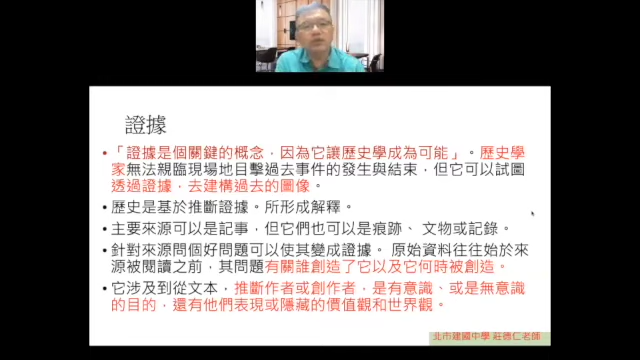 證據
• 「證據是個關鍵的概念，因為它讓歷史學成為可能」。歷史學
家無法親臨現場地目擊過去事件的發生與結束，但它可以試圖
透過證據，去建構過去的圖像。
• 歷史是基於推斷證據。所形成解釋。
• 主要來源可以是記事，但它們也可以是痕跡、文物或記錄。
• 針對來源問個好問題可以使其變成證據。 原始資料往往始於來
源被閱讀之前，其問題有關誰創造了它以及它何時被創造。
• 它涉及到從文本，推斷作者或創作者，是有意識、或是無意識
的目的，還有他們表現或隱藏的價值觀和世界觀。
北市建國中學 莊德仁老師